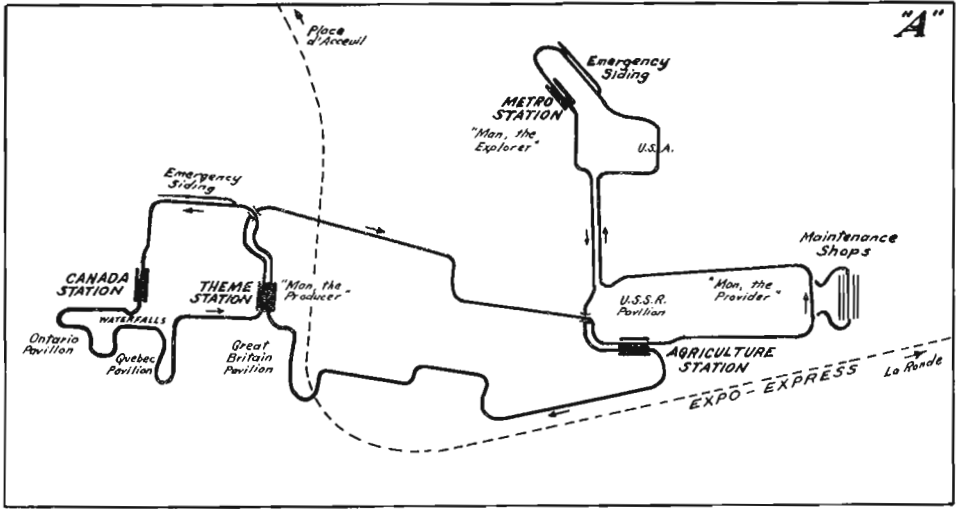 "A"
Place
d'Acceuil
Emergency
Siding
METRO
STATION
"Man, the
Explorer"
U.S.A.
Emergency
Siding
CANADA
STATION
THEME
STATION
"Man, the
Producer"
WATERFALLS
Ontario
Pavilion
Quebec
Pavilion
Great
Britain
Pavilion
U.S.S.R.
Pavilion
"Man, the
Provider"
Maintenance
Shops
AGRICULTURE
STATION
EXPO-EXPRESS
La Ronde